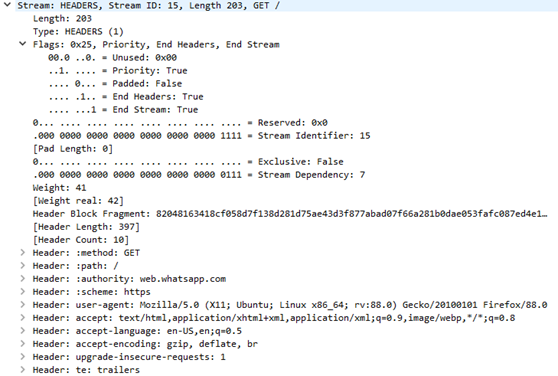 Stream: HEADERS, Stream ID: 15, Length 203, GET /
Length: 203
Type: HEADERS (1)
Flags: 0x25, Priority, End Headers, End Stream
00.0 ..0. = Unused: 0x00
..1. .... = Priority: True
.... 0... = Padded: False
.... .1.. = End Headers: True
.... ...1 = End Stream: True
0... .... .... .... .... .... .... .... = Reserved: 0x0
.000 0000 0000 0000 0000 0000 0000 1111 = Stream Identifier: 15
[Pad Length: 0]
0... .... .... .... .... .... .... .... = Exclusive: False
.000 0000 0000 0000 0000 0000 0000 0111 = Stream Dependency: 7
Weight: 41
[Weight real: 42]
Header Block Fragment: 82048163418cf058d7f138d281d75ae43d3f877abad07f66a281b0dae053fafc087ed4e1…
[Header Length: 397]
[Header Count: 10]
Header: :method: GET
Header: :path: /
Header: :authority: web.whatsapp.com
Header: :scheme: https
Header: user-agent: Mozilla/5.0 (X11; Ubuntu; Linux x86_64; rv:88.0) Gecko/20100101 Firefox/88.0
Header: accept: text/html,application/xhtml+xml,application/xml;q=0.9,image/webp,*/*;q=0.8
Header: accept-language: en-US,en;q=0.5
Header: accept-encoding: gzip, deflate, br
Header: upgrade-insecure-requests: 1
Header: te: trailers